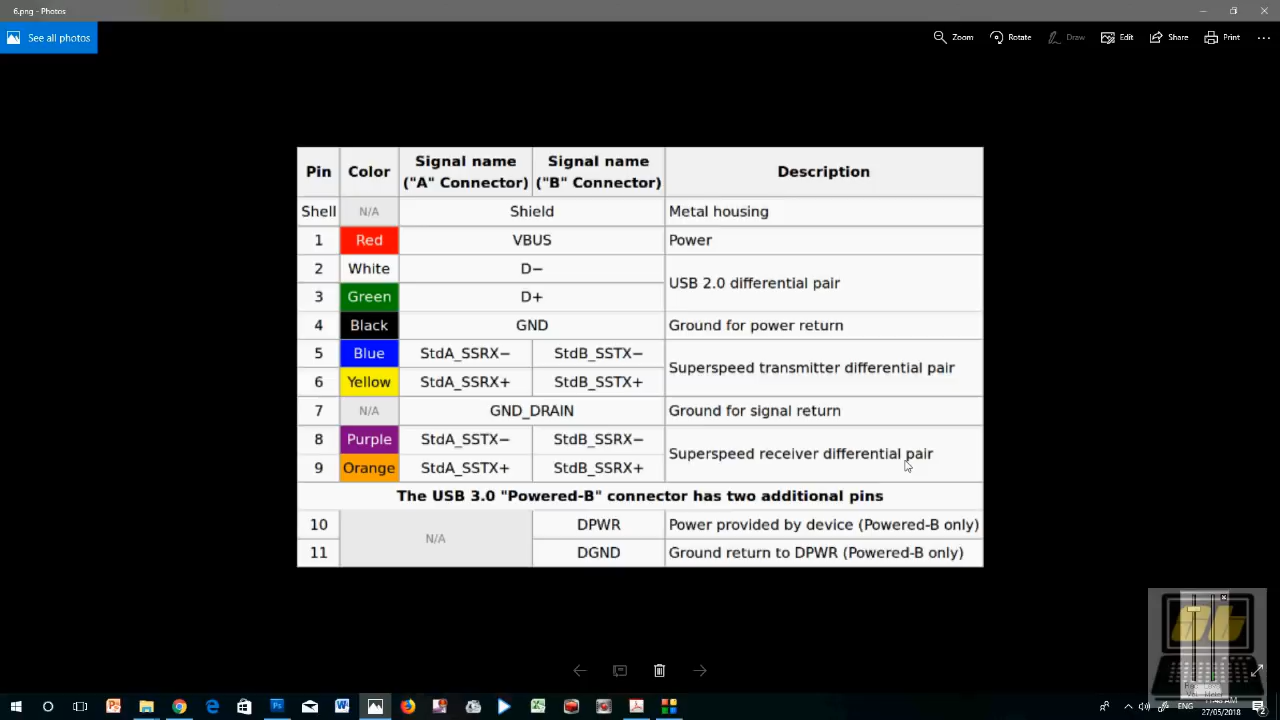 6.png - Photos
See all photos
Zoom
Rotate
Draw
Edit
Share
Print
Pin Color Signal name ("A" Connector) Signal name ("B" Connector) Description
Shell N/A Shield Metal housing
1 Red VBUS Power
2 White D− USB 2.0 differential pair
3 Green D+
4 Black GND Ground for power return
5 Blue StdA_SSRX− StdB_SSTX− Superspeed transmitter differential pair
6 Yellow StdA_SSRX+ StdB_SSTX+
7 N/A GND_DRAIN Ground for signal return
8 Purple StdA_SSTX− StdB_SSRX− Superspeed receiver differential pair
9 Orange StdA_SSTX+ StdB_SSRX+
The USB 3.0 "Powered-B" connector has two additional pins
10 N/A DPWR Power provided by device (Powered-B only)
11 DGND Ground return to DPWR (Powered-B only)
ENG
27/05/2018